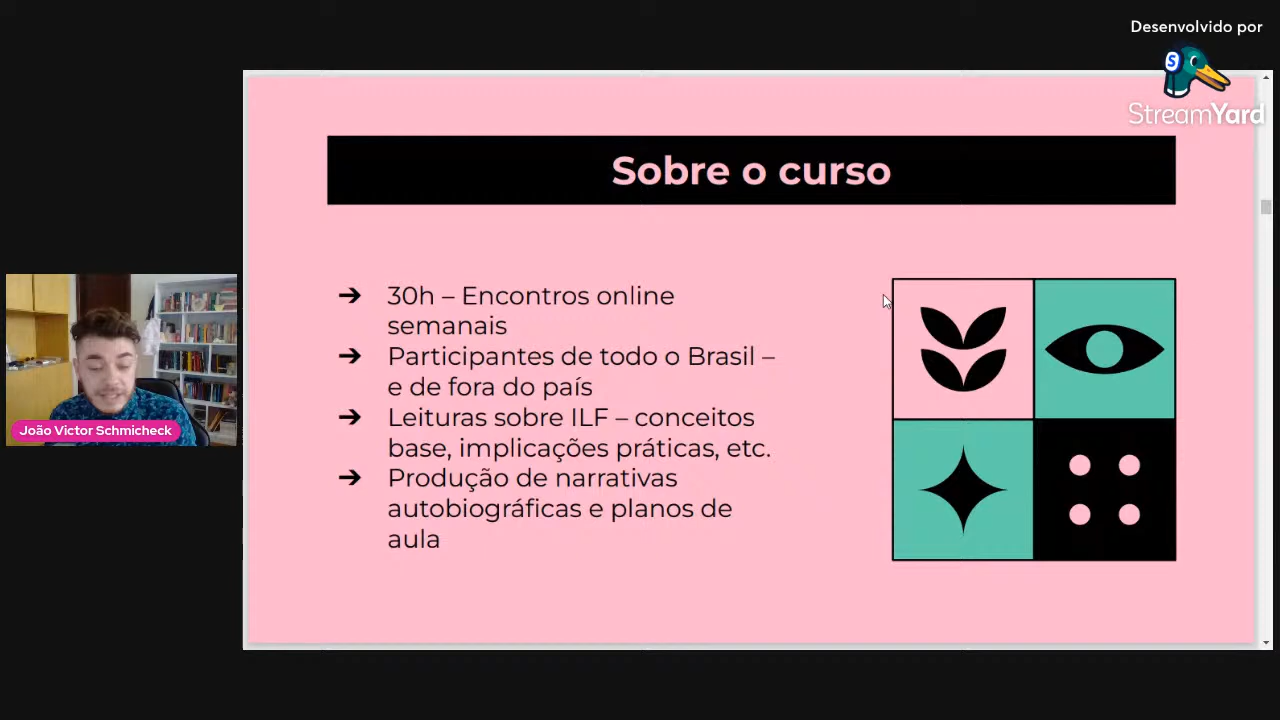 Desenvolvido por
S
StreamYard
Sobre o curso
➔ 30h – Encontros online
semanais
➔ Participantes de todo o Brasil –
e de fora do país
➔ Leituras sobre ILF – conceitos
base, implicações práticas, etc.
➔ Produção de narrativas
autobiográficas e planos de
aula
João Victor Schmicheck